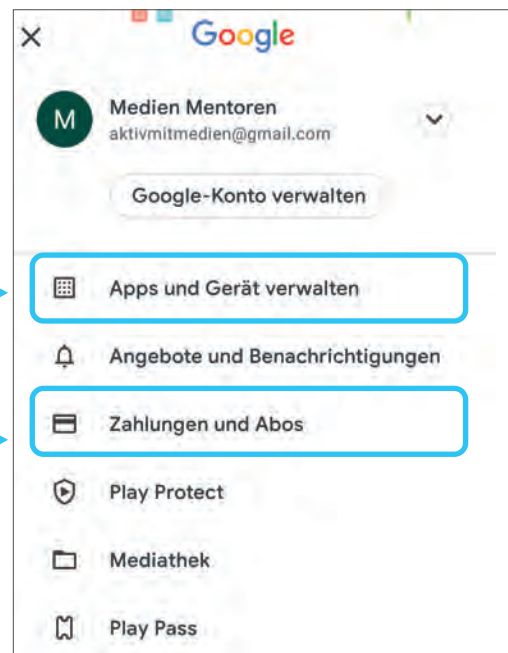 Google
M
Medien Mentoren
aktivmitmedien@gmail.com
Google-Konto verwalten
Apps und Gerät verwalten
Angebote und Benachrichtigungen
Zahlungen und Abos
Play Protect
Mediathek
Play Pass